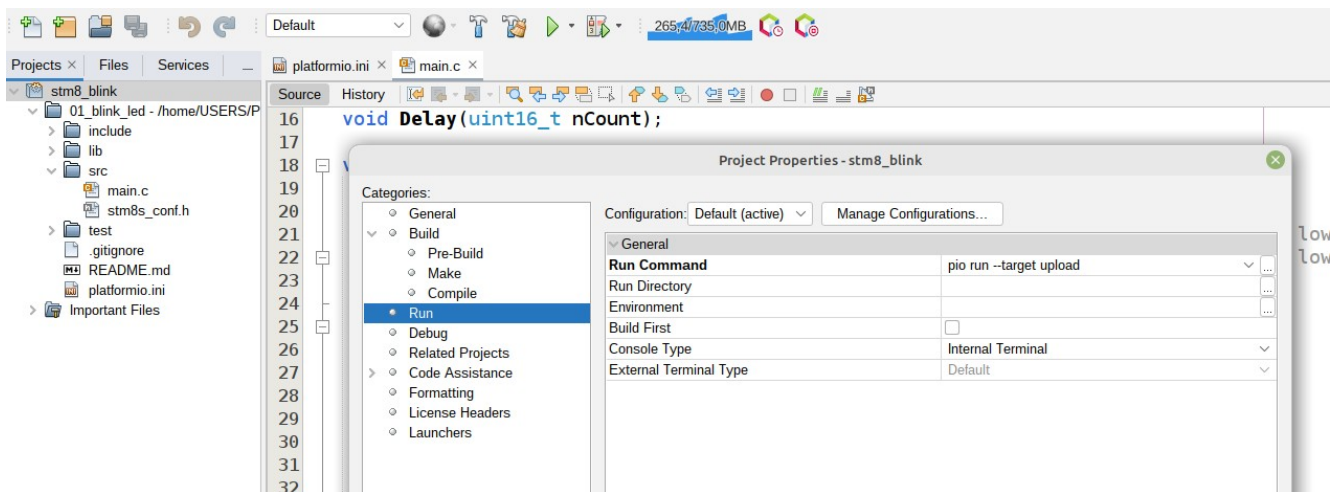 Default
265,4/735,0MB
Projects
Files
Services
platformio.ini
main.c
stm8_blink
01_blink_led - /home/USERS/P
include
lib
src
main.c
stm8s_conf.h
test
.gitignore
README.md
platformio.ini
Important Files
Source History
16 void Delay(uint16_t nCount);
17
18
19
20
21
22
23
24
25
26
27
28
29
30
31
32
low
low
Project Properties - stm8_blink
Categories:
General
Build
Pre-Build
Make
Compile
Run
Debug
Related Projects
Code Assistance
Formatting
License Headers
Launchers
Configuration: Default (active) Manage Configurations...
General
Run Command pio run --target upload ...
Run Directory ...
Environment ...
Build First
Console Type Internal Terminal
External Terminal Type Default